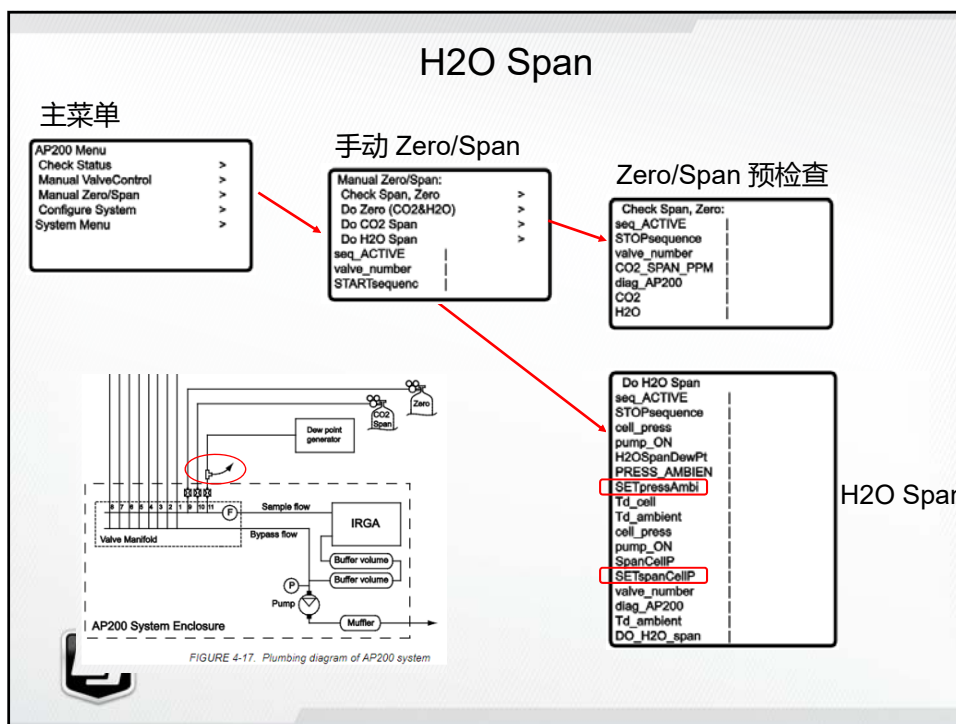 H2O Span
主菜单
AP200 Menu
Check Status >
Manual ValveControl >
Manual Zero/Span >
Configure System >
System Menu >
手动 Zero/Span
Manual Zero/Span:
Check Span, Zero >
Do Zero (CO2&H2O) >
Do CO2 Span >
Do H2O Span >
seq_ACTIVE |
valve_number |
STARTsequenc |
Zero/Span 预检查
Check Span, Zero:
seq_ACTIVE |
STOPsequence |
valve_number |
CO2_SPAN_PPM |
diag_AP200 |
CO2 |
H2O |
Do H2O Span
seq_ACTIVE |
STOPsequence |
cell_press |
pump_ON |
H2OSpanDewPt |
PRESS_AMBIEN |
SETpressAmbi |
Td_cell |
Td_ambient |
cell_press |
pump_ON |
SpanCellP |
SETspanCellP |
valve_number |
diag_AP200 |
Td_ambient |
DO_H2O_span |
H2O Span
Zero
CO2
Span
Dew point
generator
8 7 6 5 4 3 2 1 9 10 11
F
Sample flow
IRGA
Valve Manifold
Bypass flow
Buffer volume
Buffer volume
P
Pump
Muffler
AP200 System Enclosure
FIGURE 4-17. Plumbing diagram of AP200 system